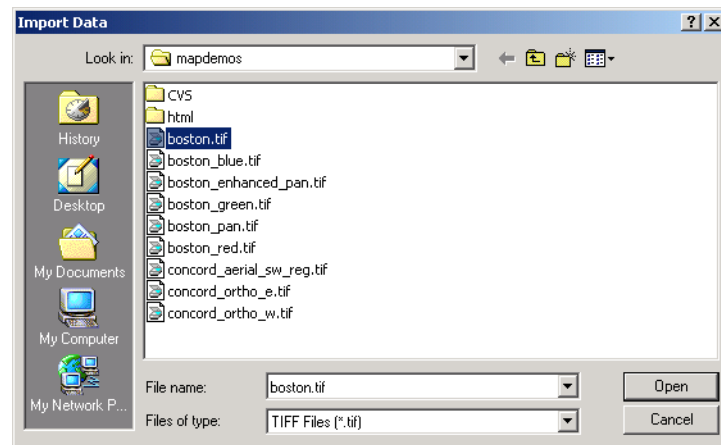 Import Data
Look in: mapdemos
History
Desktop
My Documents
My Computer
My Network P...
CVS
html
boston.tif
boston_blue.tif
boston_enhanced_pan.tif
boston_green.tif
boston_pan.tif
boston_red.tif
concord_aerial_sw_reg.tif
concord_ortho_e.tif
concord_ortho_w.tif
File name: boston.tif Open
Files of type: TIFF Files (*.tif) Cancel